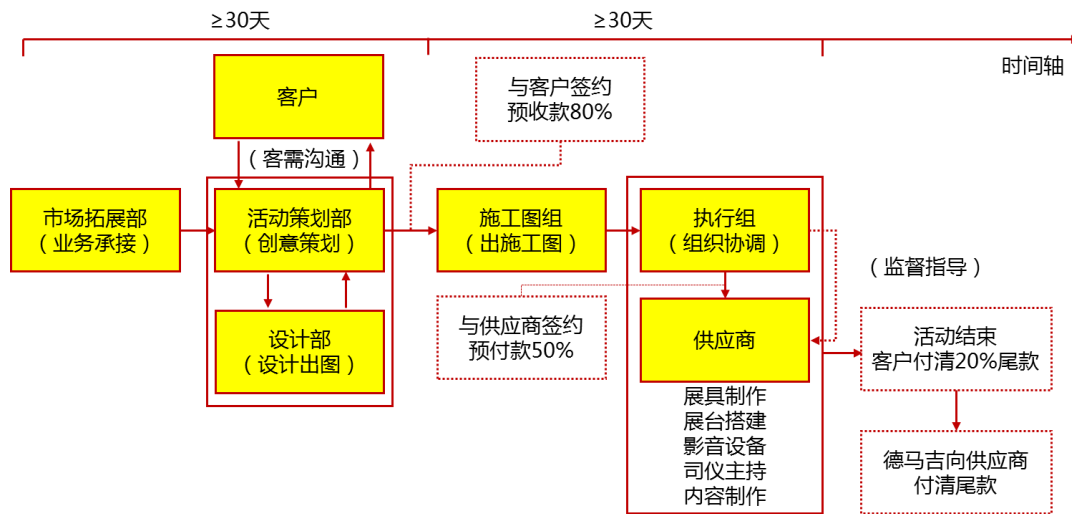 ≥30天
≥30天
时间轴
客户
与客户签约
预收款80%
（客需沟通）
市场拓展部
（业务承接）
活动策划部
（创意策划）
施工图组
（出施工图）
执行组
（组织协调）
（监督指导）
设计部
（设计出图）
与供应商签约
预付款50%
供应商
活动结束
客户付清20%尾款
展具制作
展台搭建
影音设备
司仪主持
内容制作
德马吉向供应商
付清尾款